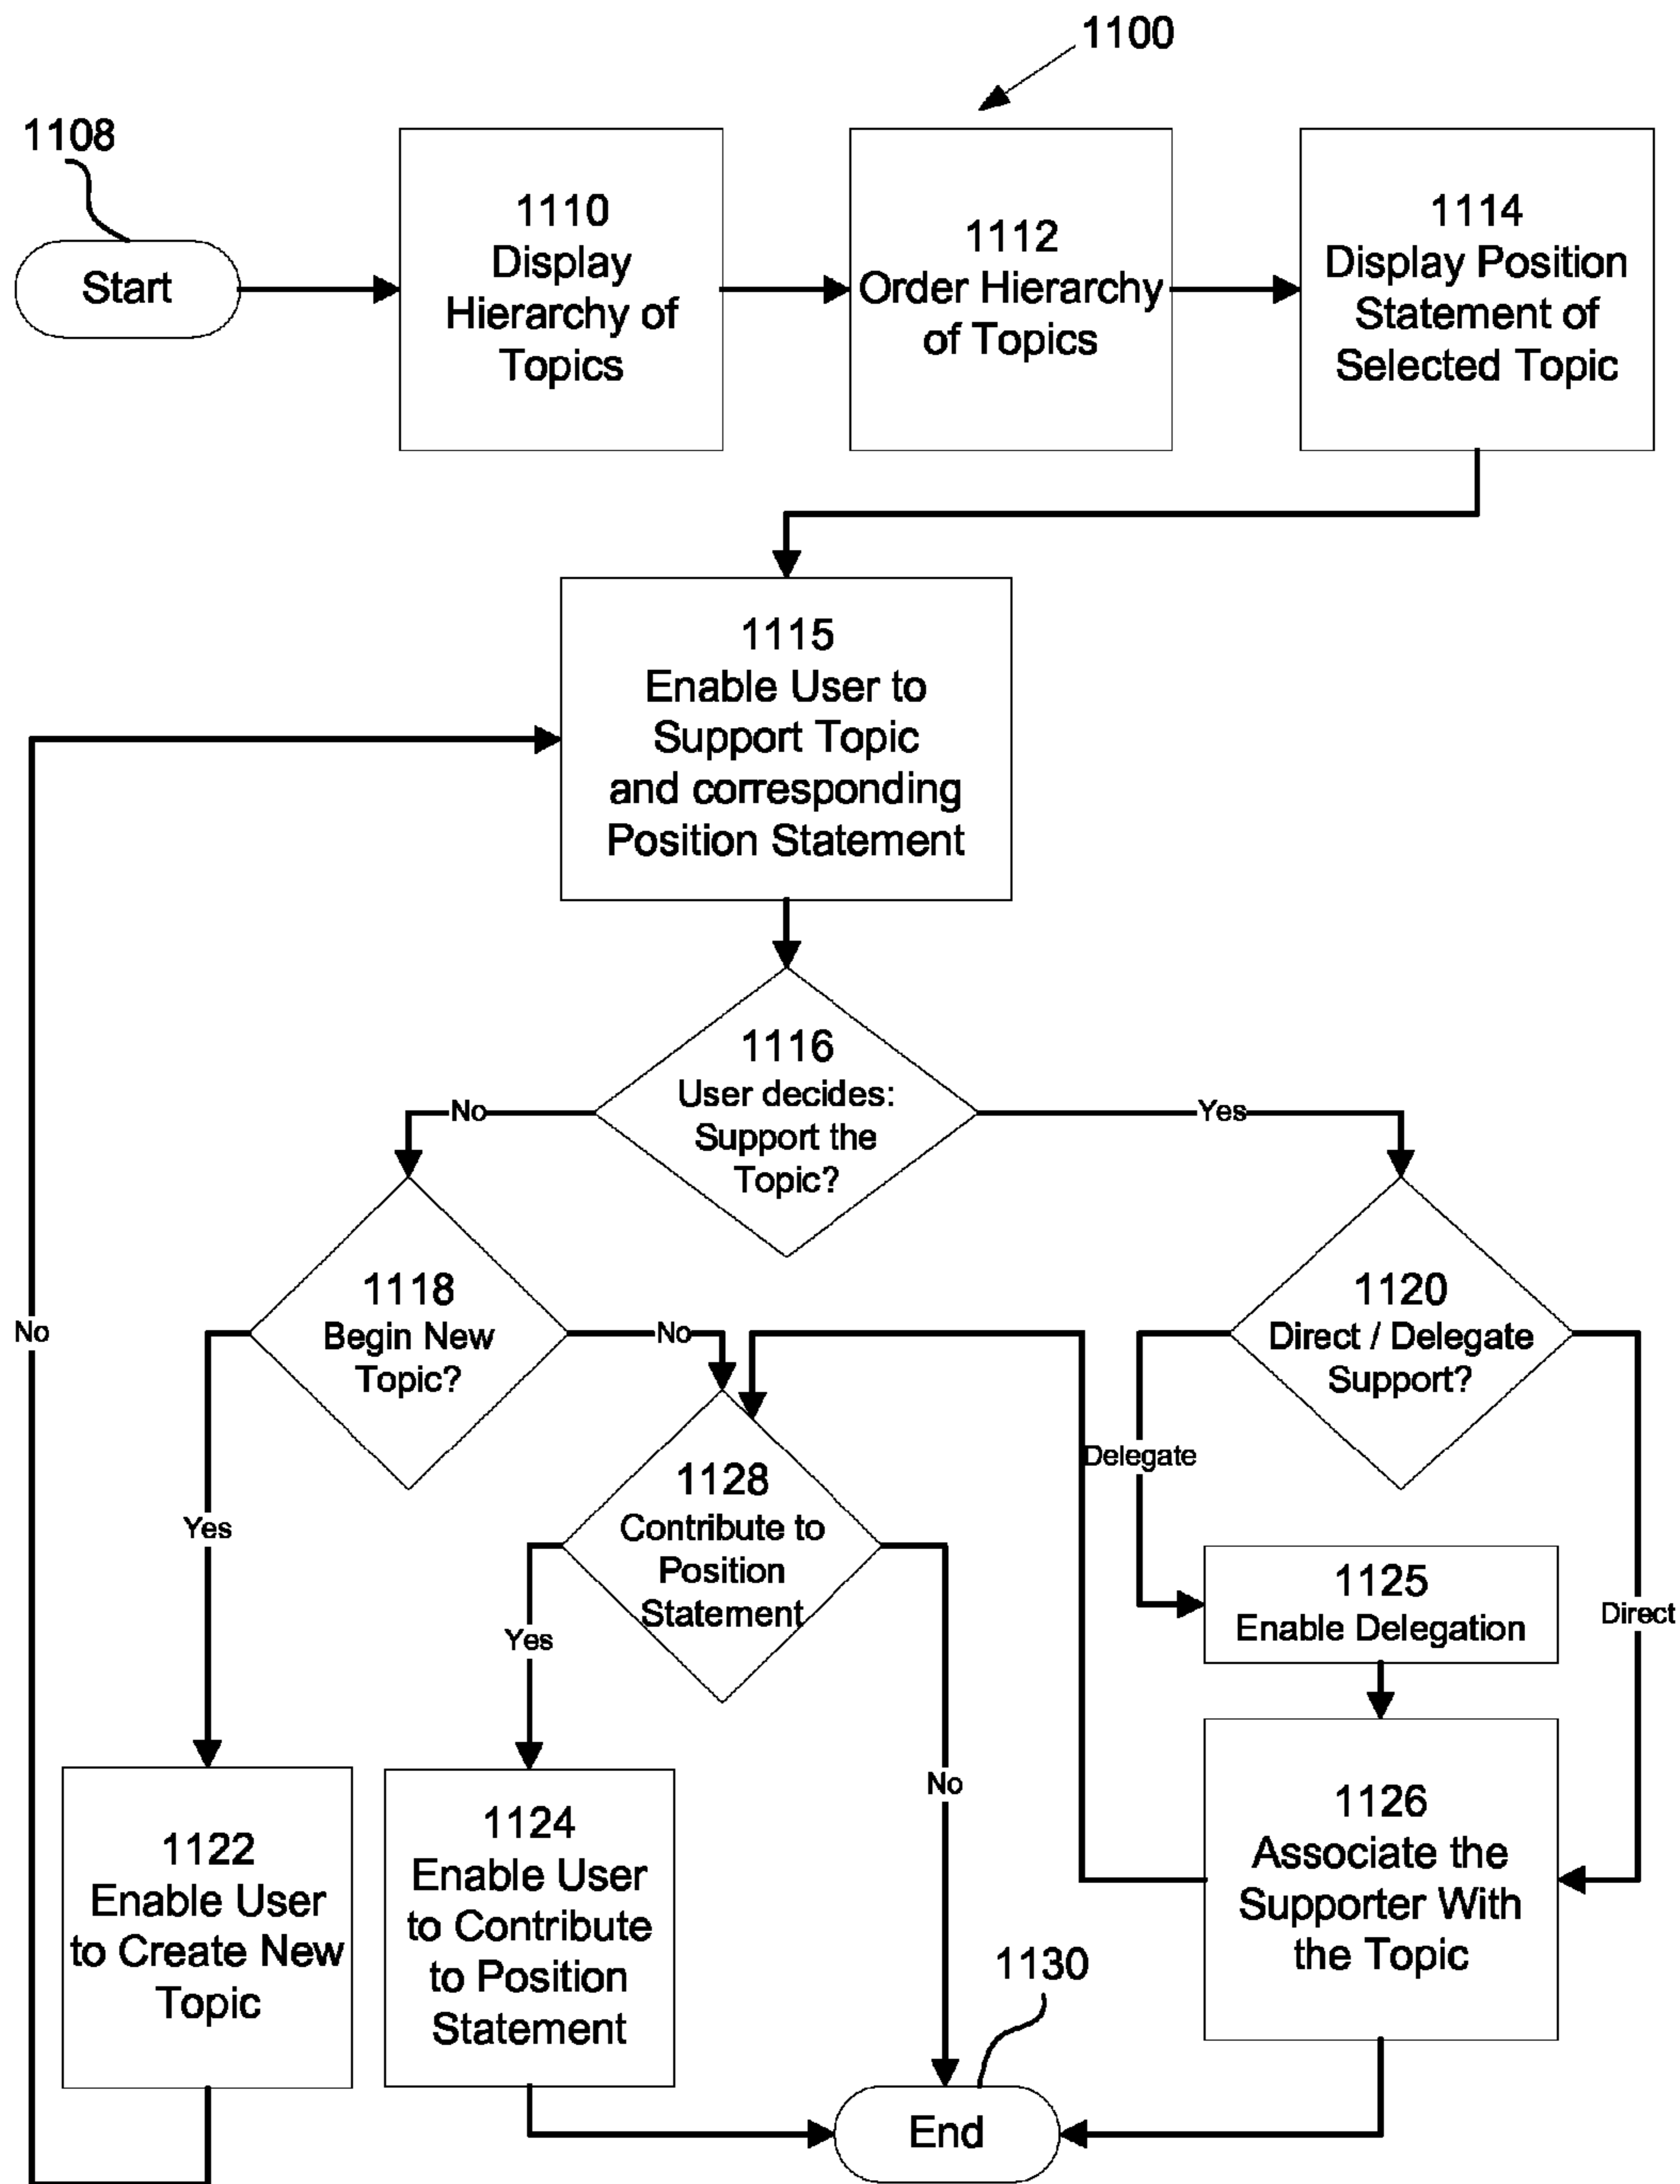 1100
1108
Start
1110
Display
Hierarchy of
Topics
1112
Order Hierarchy
of Topics
1114
Display Position
Statement of
Selected Topic
1115
Enable User to
Support Topic
and corresponding
Position Statement
1116
User decides:
Support the
Topic?
No
Yes
1118
Begin New
Topic?
No
No
1120
Direct / Delegate
Support?
Delegate
Direct
Yes
1128
Contribute to
Position
Statement
Yes
No
1125
Enable Delegation
1122
Enable User
to Create New
Topic
1124
Enable User
to Contribute
to Position
Statement
1126
Associate the
Supporter With
the Topic
1130
End